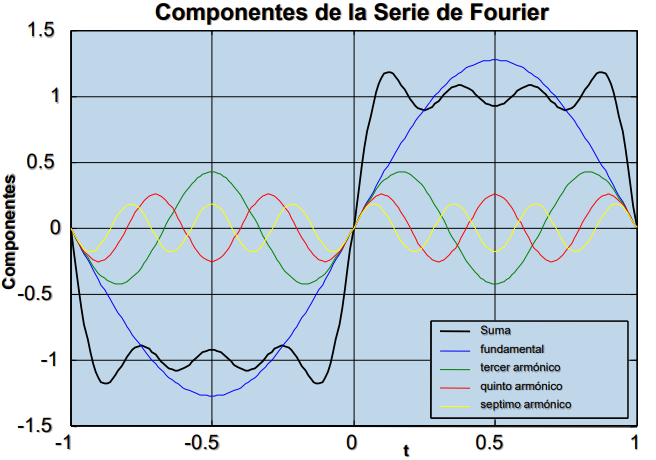 Componentes de la Serie de Fourier
1.5
1
0.5
0
-0.5
-1
-1.5
Componentes
-1
-0.5
0
0.5
1
t
Suma
fundamental
tercer armónico
quinto armónico
septimo armónico